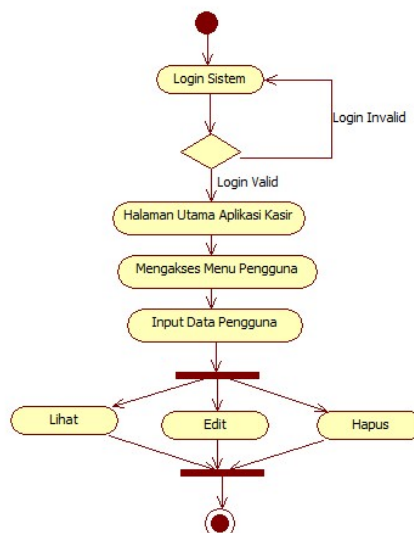 Login Sistem
Login Invalid
Login Valid
Halaman Utama Aplikasi Kasir
Mengakses Menu Pengguna
Input Data Pengguna
Lihat
Edit
Hapus